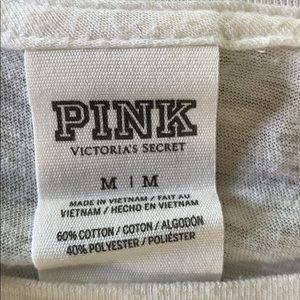 PINK
VICTORIA'S SECRET
M | M
MADE IN VIETNAM / FAIT AU
VIETNAM / HECHO EN VIETNAM
60% COTTON / COTON / ALGODÓN
40% POLYESTER / POLIÉSTER